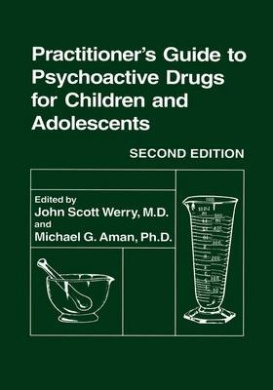 Practitioner's Guide to
Psychoactive Drugs
for Children and
Adolescents
SECOND EDITION
Edited by
John Scott Werry, M.D.
and
Michael G. Aman, Ph.D.